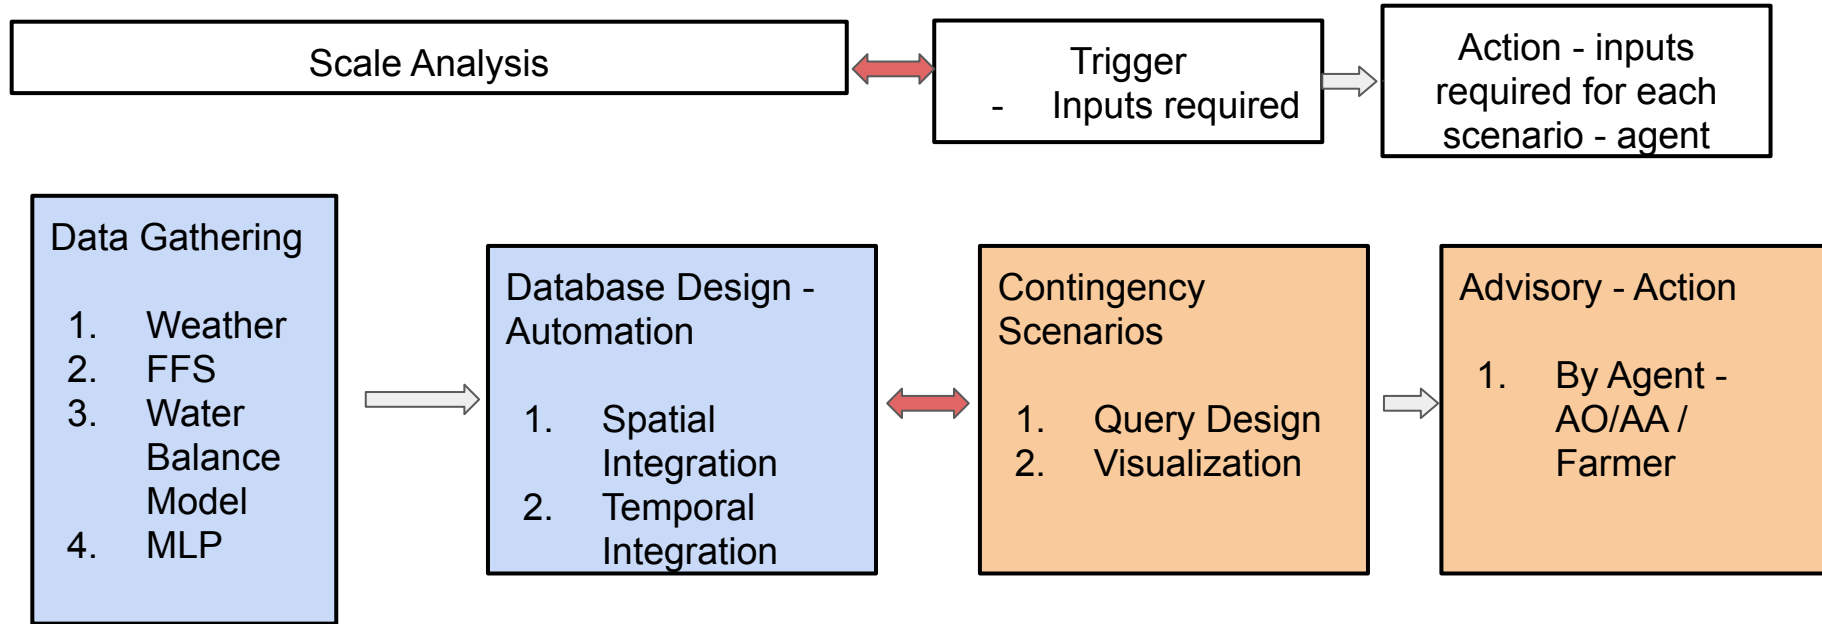 Scale Analysis
Trigger
- Inputs required
Action - inputs
required for each
scenario - agent
Data Gathering
1. Weather
2. FFS
3. Water
Balance
Model
4. MLP
Database Design -
Automation
1. Spatial
Integration
2. Temporal
Integration
Contingency
Scenarios
1. Query Design
2. Visualization
Advisory - Action
1. By Agent -
AO/AA /
Farmer